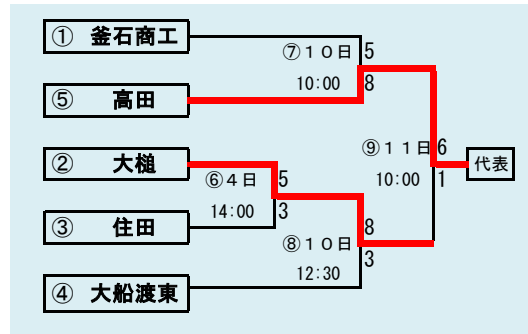 ① 釜石商工
⑦10日 5
10:00 8
⑤ 高田
② 大槌
⑨11日 6
10:00 1
代表
⑥4日 5
14:00 3
③ 住田
8
⑧10日
12:30 3
④ 大船渡東